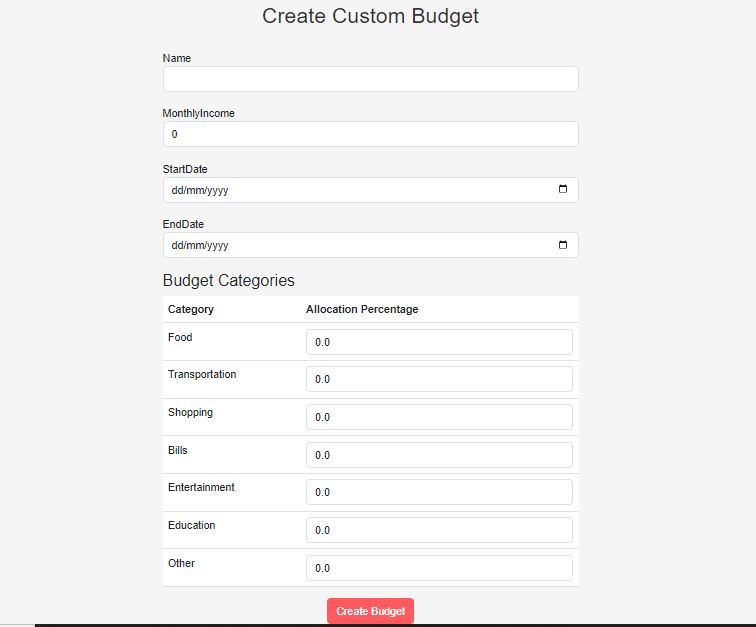 Create Custom Budget
Name
MonthlyIncome
0
StartDate
dd/mm/yyyy
EndDate
dd/mm/yyyy
Budget Categories
Category Allocation Percentage
Food 0.0
Transportation 0.0
Shopping 0.0
Bills 0.0
Entertainment 0.0
Education 0.0
Other 0.0
Create Budget